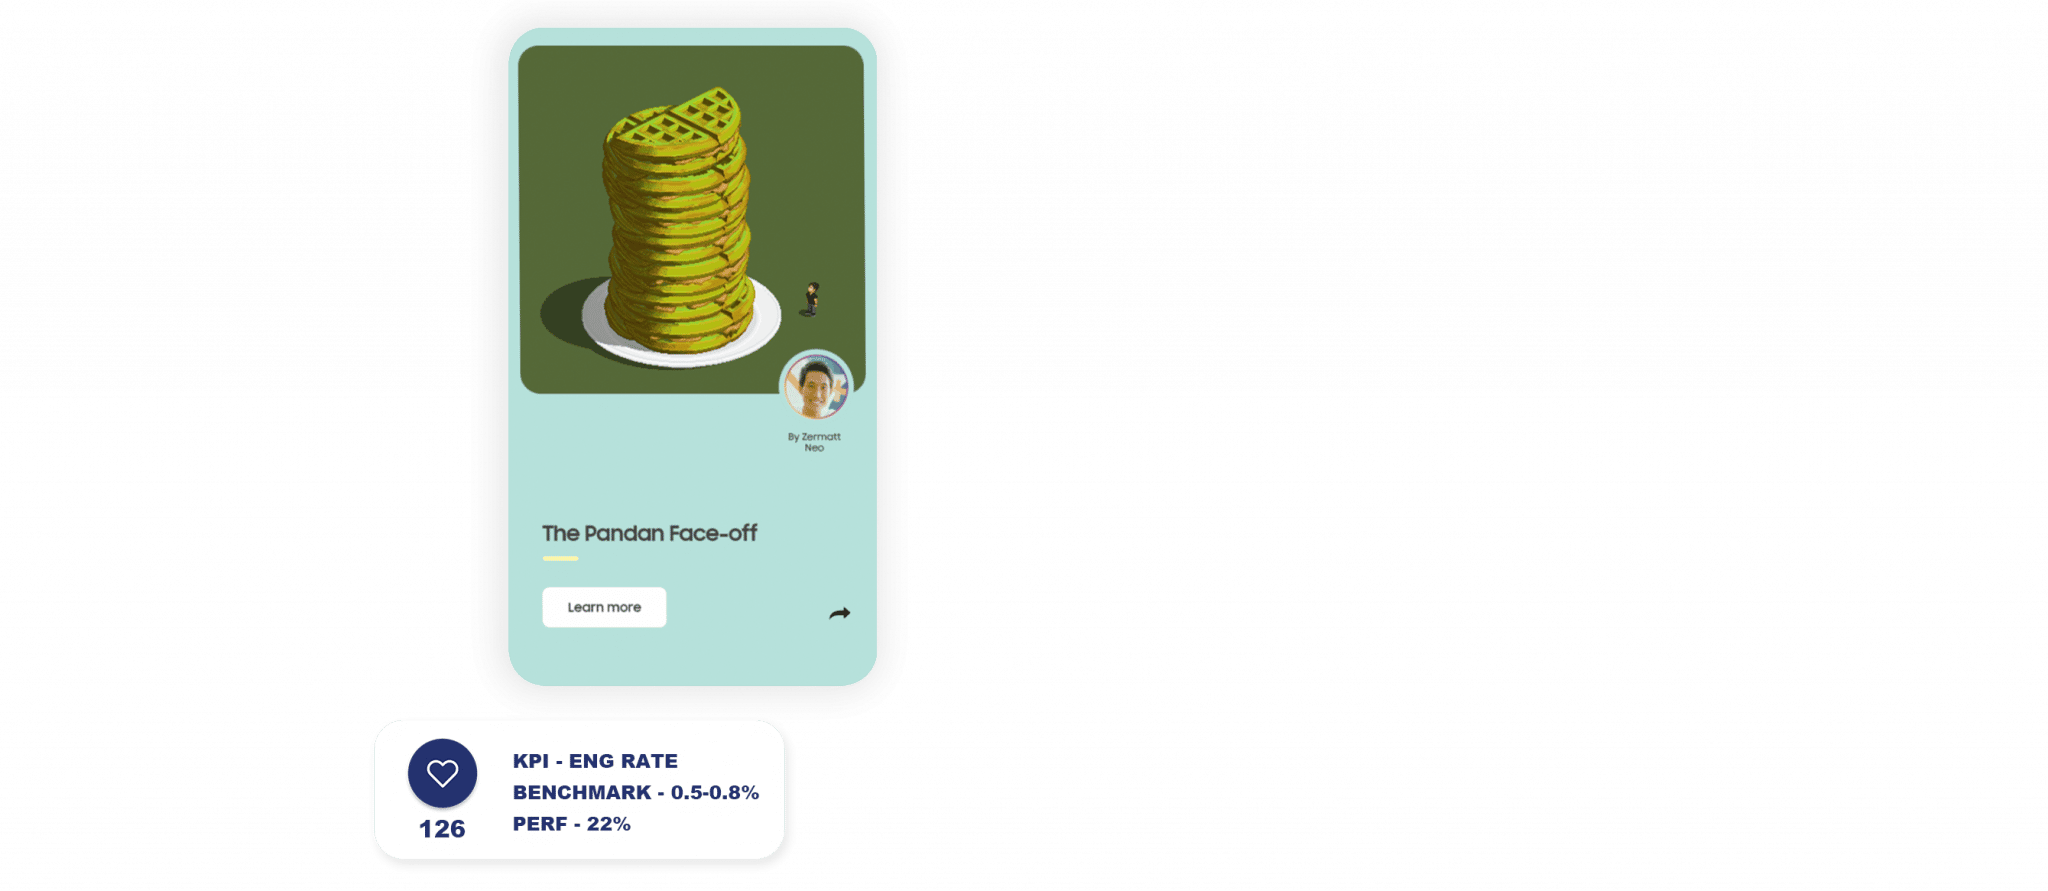 By Zermatt
Neo
The Pandan Face-off
Learn more
126
KPI - ENG RATE
BENCHMARK - 0.5-0.8%
PERF - 22%